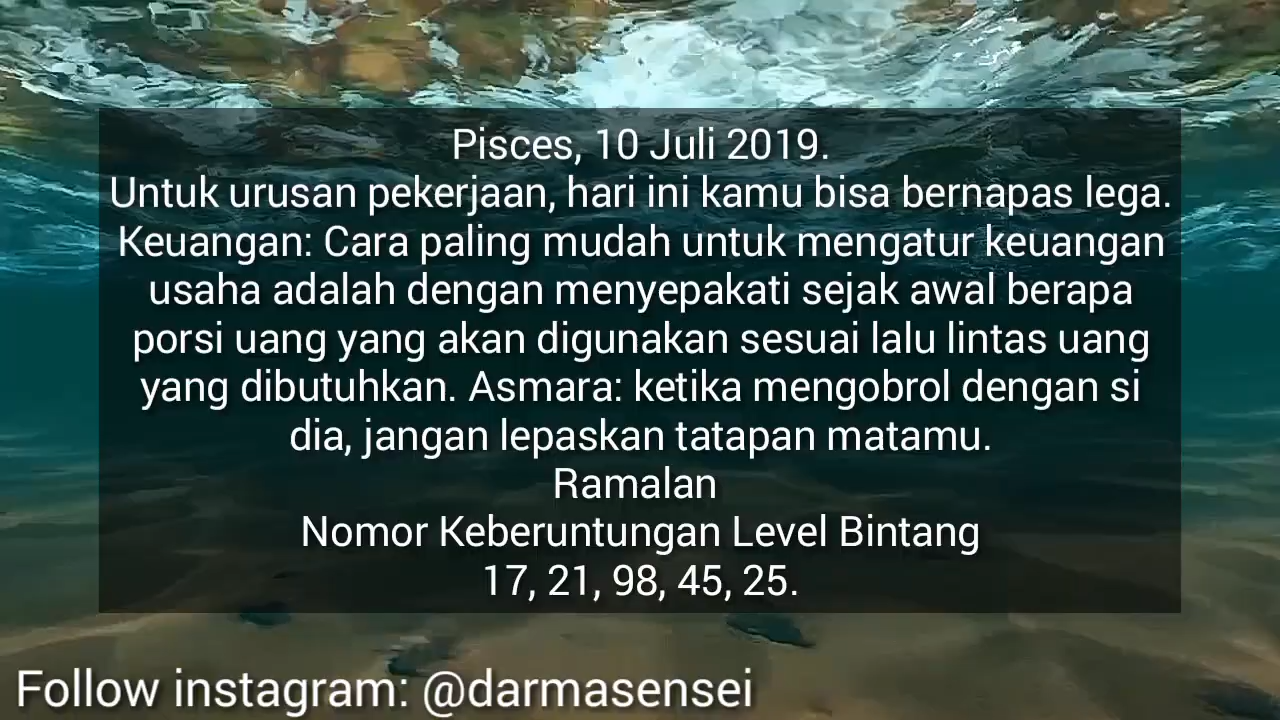 Pisces, 10 Juli 2019.
Untuk urusan pekerjaan, hari ini kamu bisa bernapas lega.
Keuangan: Cara paling mudah untuk mengatur keuangan
usaha adalah dengan menyepakati sejak awal berapa
porsi uang yang akan digunakan sesuai lalu lintas uang
yang dibutuhkan. Asmara: ketika mengobrol dengan si
dia, jangan lepaskan tatapan matamu.
Ramalan
Nomor Keberuntungan Level Bintang
17, 21, 98, 45, 25.
Follow instagram: @darmasensei